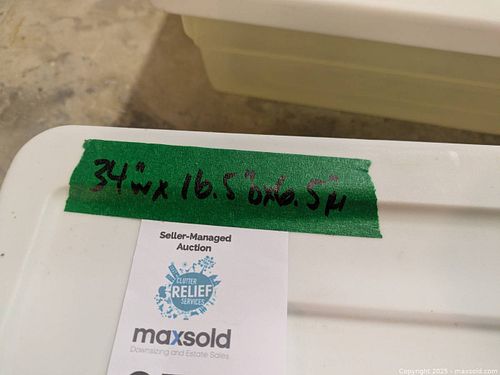 34"W x 16.5"D x 6.5"H
Seller-Managed
Auction
CLUTTER
RELIEF
SERVICES
maxsold
Downsizing and Estate Sales
Copyright 2025 - maxsold.com